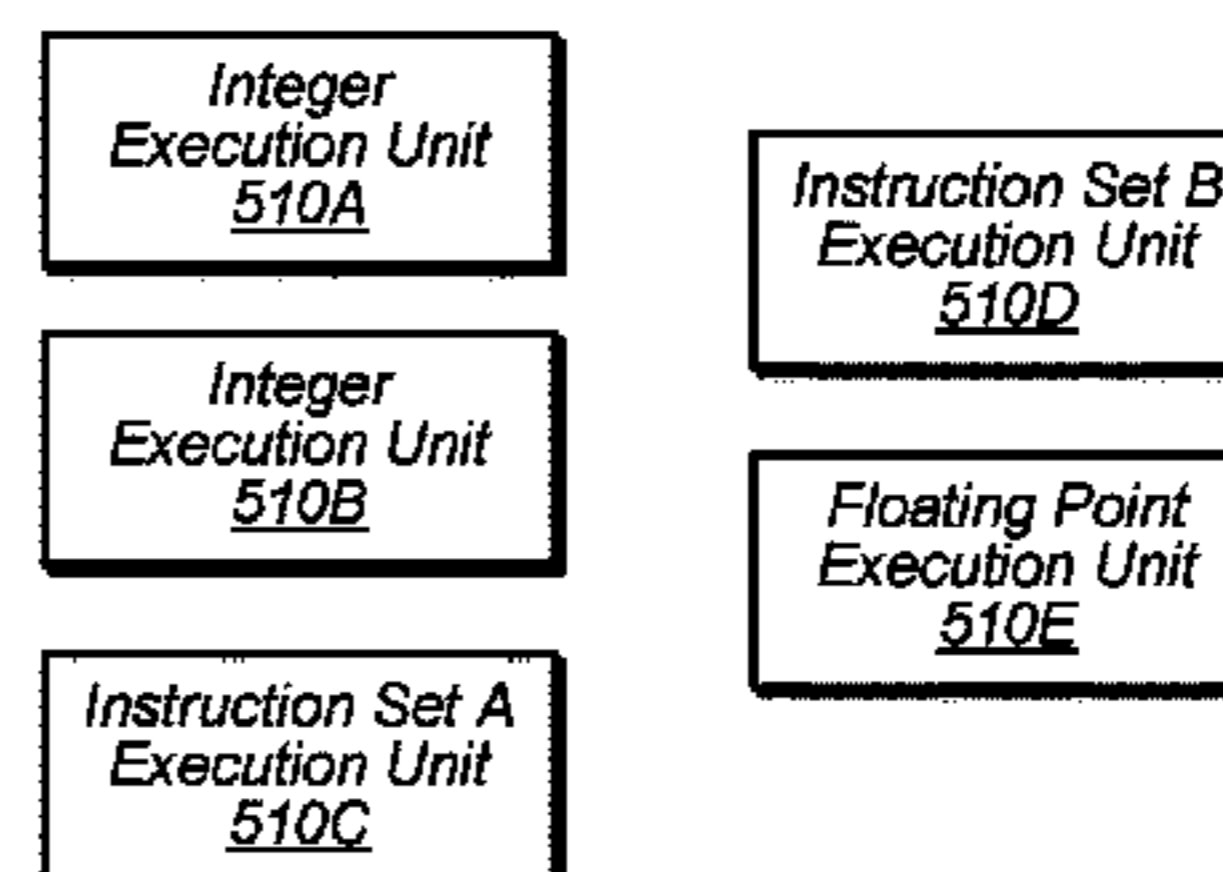 Integer
Execution Unit
510A
Integer
Execution Unit
510B
Instruction Set A
Execution Unit
510C
Instruction Set B
Execution Unit
510D
Floating Point
Execution Unit
510E